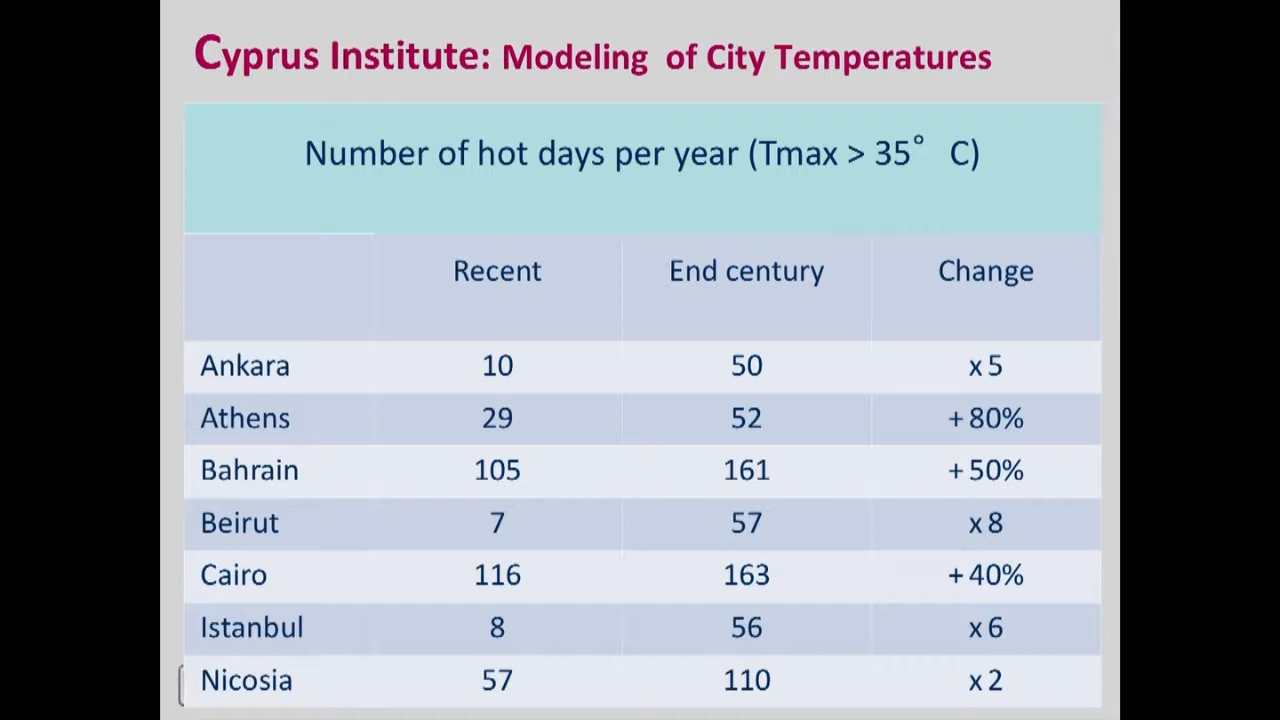 Cyprus Institute: Modeling of City Temperatures
Number of hot days per year (Tmax > 35° C)
Recent End century Change
Ankara 10 50 x 5
Athens 29 52 + 80%
Bahrain 105 161 + 50%
Beirut 7 57 x 8
Cairo 116 163 + 40%
Istanbul 8 56 x 6
Nicosia 57 110 x 2